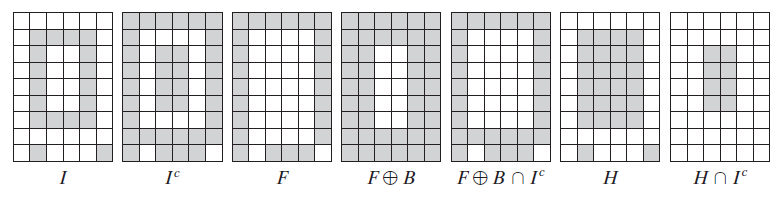 I I^c F F ⊕ B F ⊕ B ∩ I^c H H ∩ I^c